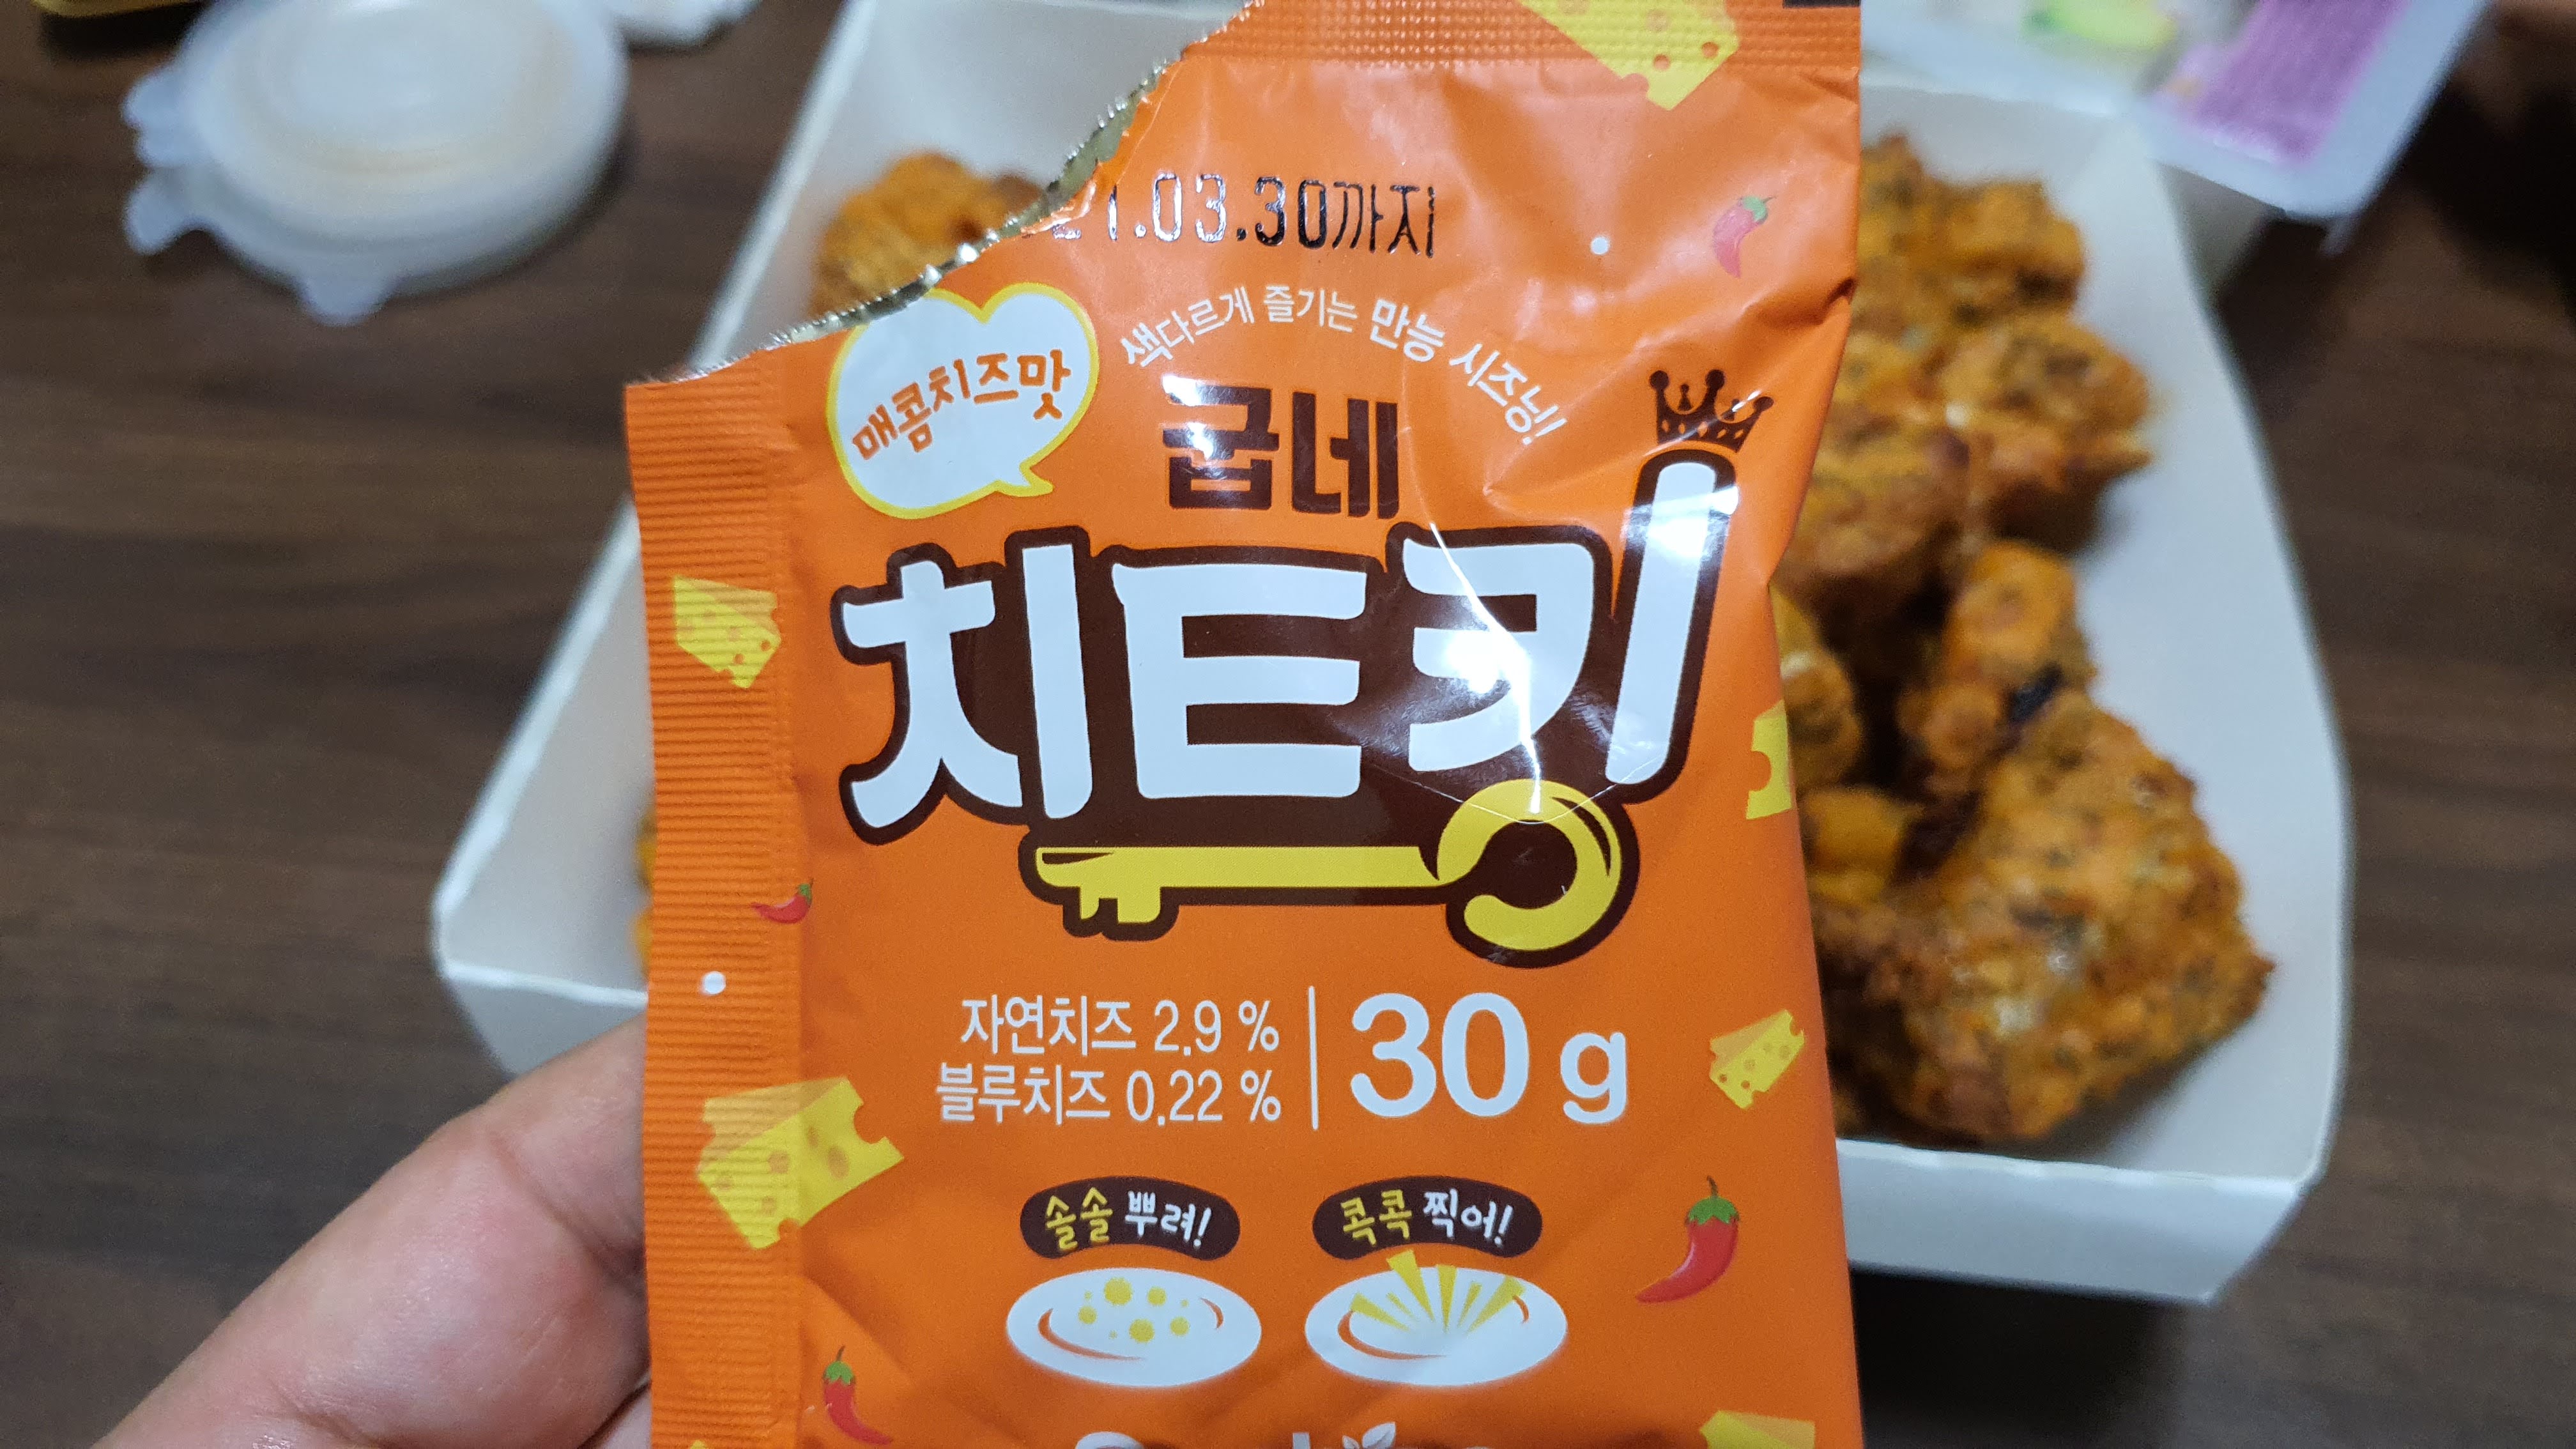 1.03.30까지
매콤치즈맛
색다르게 즐기는 만능 시즈닝!
굽네
치트키
자연치즈 2.9 %
블루치즈 0.22 %
30 g
솔솔 뿌려!
콕콕 찍어!